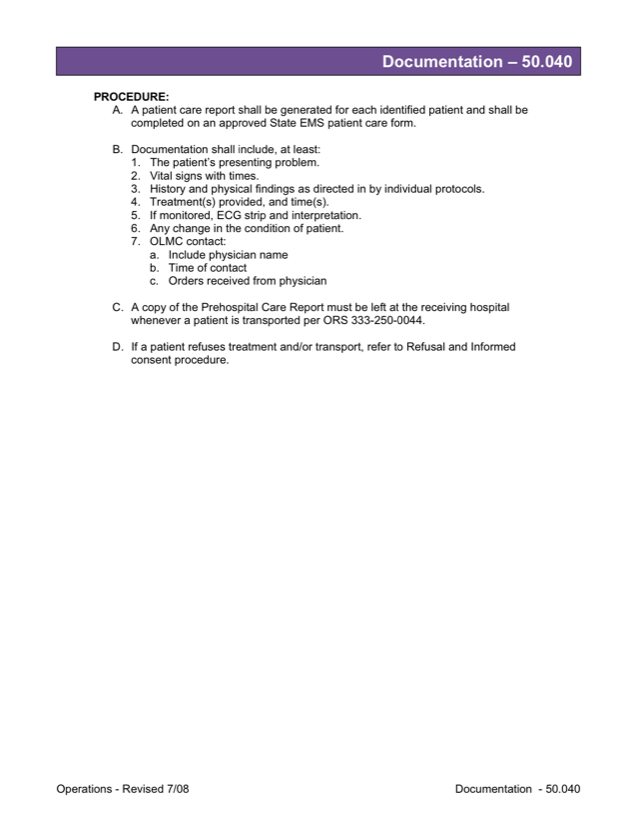 Documentation – 50.040
PROCEDURE:
A. A patient care report shall be generated for each identified patient and shall be
completed on an approved State EMS patient care form.
B. Documentation shall include, at least:
1. The patient's presenting problem.
2. Vital signs with times.
3. History and physical findings as directed in by individual protocols.
4. Treatment(s) provided, and time(s).
5. If monitored, ECG strip and interpretation.
6. Any change in the condition of patient.
7. OLMC contact:
a. Include physician name
b. Time of contact
c. Orders received from physician
C. A copy of the Prehospital Care Report must be left at the receiving hospital
whenever a patient is transported per ORS 333-250-0044.
D. If a patient refuses treatment and/or transport, refer to Refusal and Informed
consent procedure.
Operations - Revised 7/08 Documentation - 50.040